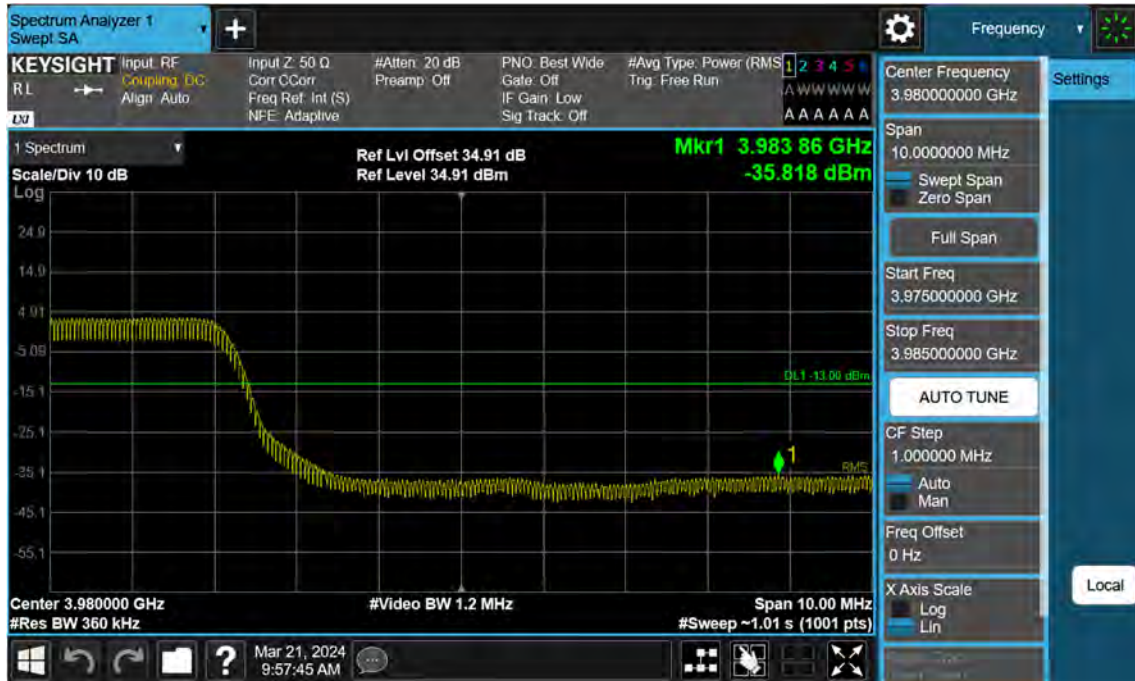 Spectrum Analyzer 1
Swept SA
Frequency
KEYSIGHT
RL
LXI
Input: RF
Coupling: DC
Align: Auto
Input Z: 50 Ω
Corr CCorr
Freq Ref: Int (S)
NFE: Adaptive
#Atten: 20 dB
Preamp: Off
PNO: Best Wide
Gate: Off
IF Gain: Low
Sig Track: Off
#Avg Type: Power (RMS
Trig: Free Run
1 2 3 4 5 6
A W W W W W
A A A A A A
1 Spectrum
Scale/Div 10 dB
Log
Ref Lvl Offset 34.91 dB
Ref Level 34.91 dBm
Mkr1 3.983 86 GHz
-35.818 dBm
24.9
14.9
4.91
-5.09
-15.1
-25.1
-35.1
-45.1
-55.1
DL1 -13.00 dBm
1
RMS
Center 3.980000 GHz
#Res BW 360 kHz
#Video BW 1.2 MHz
Span 10.00 MHz
#Sweep ~1.01 s (1001 pts)
Mar 21, 2024
9:57:45 AM
Center Frequency
3.980000000 GHz
Span
10.0000000 MHz
Swept Span
Zero Span
Full Span
Start Freq
3.975000000 GHz
Stop Freq
3.985000000 GHz
AUTO TUNE
CF Step
1.000000 MHz
Auto
Man
Freq Offset
0 Hz
X Axis Scale
Log
Lin
Settings
Local